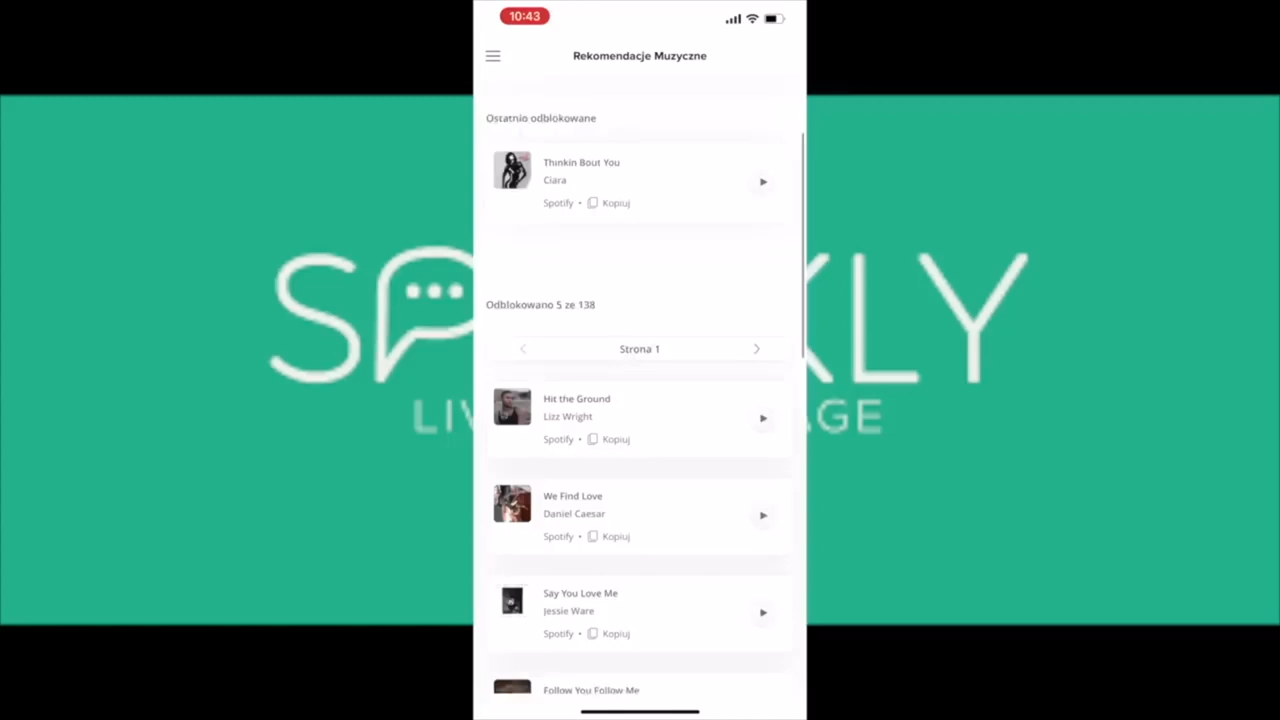 10:43
Rekomendacje Muzyczne
Ostatnio odblokowane
Thinkin Bout You
Ciara
Spotify • Kopiuj
Odblokowano 5 ze 138
Strona 1
Hit the Ground
Lizz Wright
Spotify • Kopiuj
We Find Love
Daniel Caesar
Spotify • Kopiuj
Say You Love Me
Jessie Ware
Spotify • Kopiuj
Follow You Follow Me